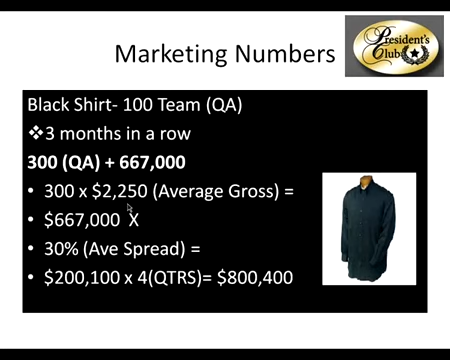 Marketing Numbers
President's
Club
Black Shirt- 100 Team (QA)
❖3 months in a row
300 (QA) + 667,000
• 300 x $2,250 (Average Gross) =
• $667,000 X
• 30% (Ave Spread) =
• $200,100 x 4(QTRS)= $800,400